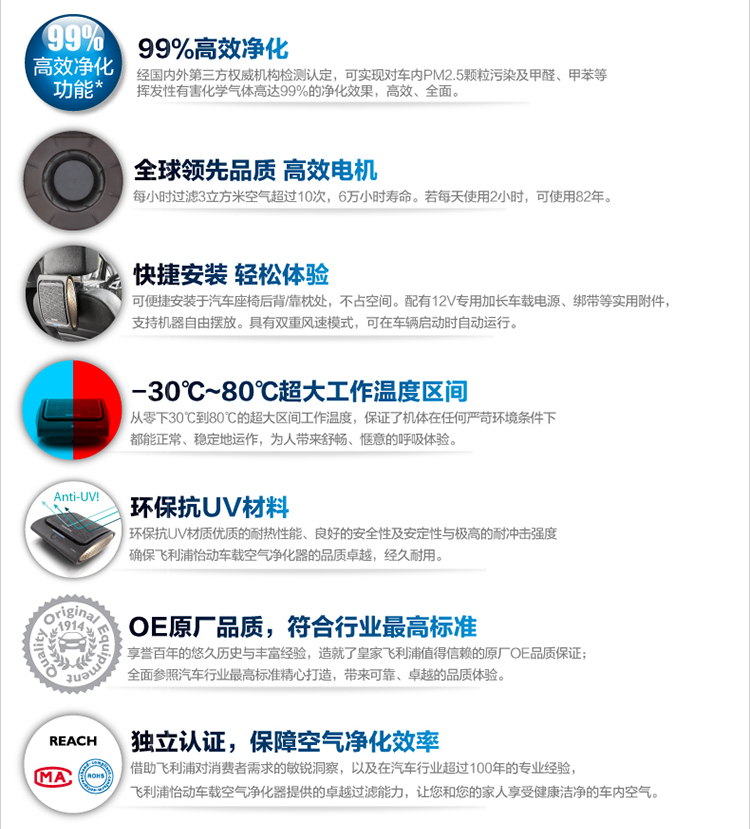 99%
高效净化
功能*
99%高效净化
经国内外第三方权威机构检测认定，可实现对车内PM2.5颗粒污染及甲醛、甲苯等
挥发性有害化学气体高达99%的净化效果，高效、全面。
全球领先品质 高效电机
每小时过滤3立方米空气超过10次，6万小时寿命。若每天使用2小时，可使用82年。
快捷安装 轻松体验
可便捷安装于汽车座椅后背/靠枕处，不占空间。配有12V专用加长车载电源、绑带等实用附件，
支持机器自由摆放。具有双重风速模式，可在车辆启动时自动运行。
-30℃~80℃超大工作温度区间
从零下30℃到80℃的超大区间工作温度，保证了机体在任何严苛环境条件下
都能正常、稳定地运作，为人带来舒畅、惬意的呼吸体验。
Anti-UV!
环保抗UV材料
环保抗UV材质优质的耐热性能、良好的安全性及安定性与极高的耐冲击强度
确保飞利浦怡动车载空气净化器的品质卓越，经久耐用。
Quality Original Equipment
1914
OE原厂品质，符合行业最高标准
享誉百年的悠久历史与丰富经验，造就了皇家飞利浦值得信赖的原厂OE品质保证；
全面参照汽车行业最高标准精心打造，带来可靠、卓越的品质体验。
REACH
MA
ROHS
独立认证，保障空气净化效率
借助飞利浦对消费者需求的敏锐洞察，以及在汽车行业超过100年的专业经验，
飞利浦怡动车载空气净化器提供的卓越过滤能力，让您和您的家人享受健康洁净的车内空气。